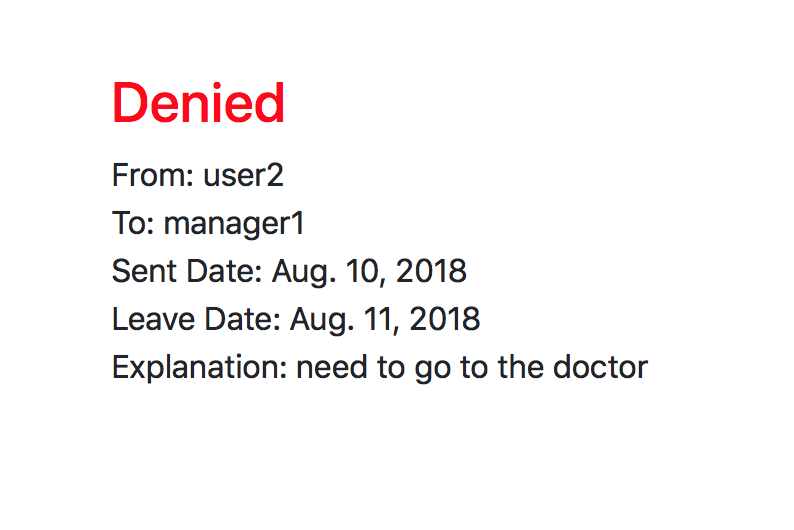 Denied
From: user2
To: manager1
Sent Date: Aug. 10, 2018
Leave Date: Aug. 11, 2018
Explanation: need to go to the doctor